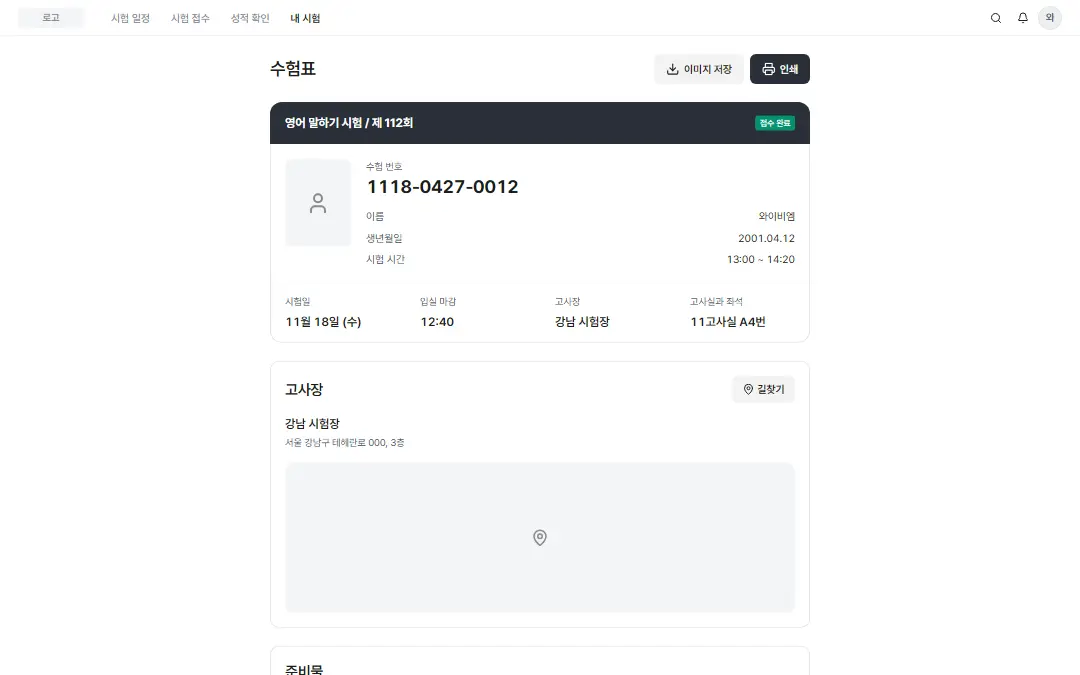 로고
시험 일정
시험 접수
성적 확인
내 시험
와
수험표
이미지 저장
인쇄
영어 말하기 시험 / 제 112회
접수 완료
수험 번호
1118-0427-0012
이름
와이비엠
생년월일
2001.04.12
시험 시간
13:00 ~ 14:20
시험일
입실 마감
고사장
고사실과 좌석
11월 18일 (수)
12:40
강남 시험장
11고사실 A4번
고사장
길찾기
강남 시험장
서울 강남구 테헤란로 000, 3층
준비물